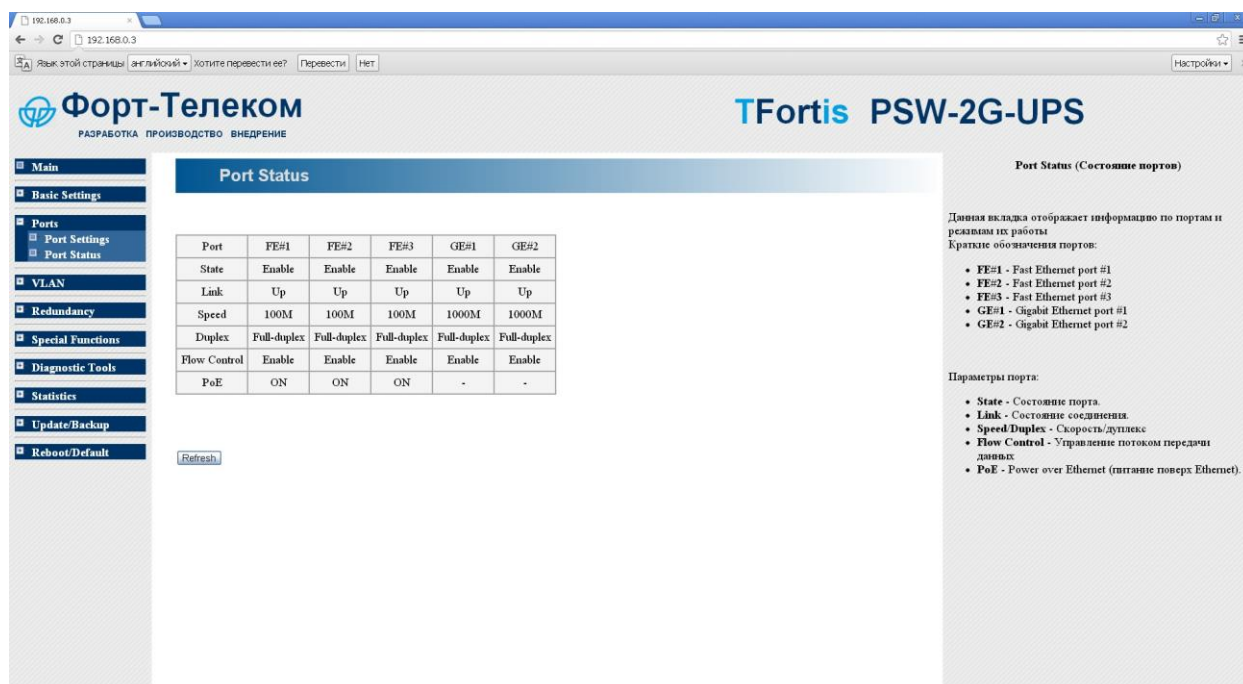 192.168.0.3
192.168.0.3
Язык этой страницы английский Хотите перевести ее? Перевести Нет Настройки
Форт-Телеком
РАЗРАБОТКА ПРОИЗВОДСТВО ВНЕДРЕНИЕ
TFortis PSW-2G-UPS
Main
Basic Settings
Ports
Port Settings
Port Status
VLAN
Redundancy
Special Functions
Diagnostic Tools
Statistics
Update/Backup
Reboot/Default
Port Status
Port FE#1 FE#2 FE#3 GE#1 GE#2
State Enable Enable Enable Enable Enable
Link Up Up Up Up Up
Speed 100M 100M 100M 1000M 1000M
Duplex Full-duplex Full-duplex Full-duplex Full-duplex Full-duplex
Flow Control Enable Enable Enable Enable Enable
PoE ON ON ON - -
Refresh
Port Status (Состояние портов)
Данная вкладка отображает информацию по портам и
режимам их работы
Краткие обозначения портов:
FE#1 - Fast Ethernet port #1
FE#2 - Fast Ethernet port #2
FE#3 - Fast Ethernet port #3
GE#1 - Gigabit Ethernet port #1
GE#2 - Gigabit Ethernet port #2
Параметры порта:
State - Состояние порта.
Link - Состояние соединения.
Speed/Duplex - Скорость/дуплекс
Flow Control - Управление потоком передачи
данных
PoE - Power over Ethernet (питание поверх Ethernet).